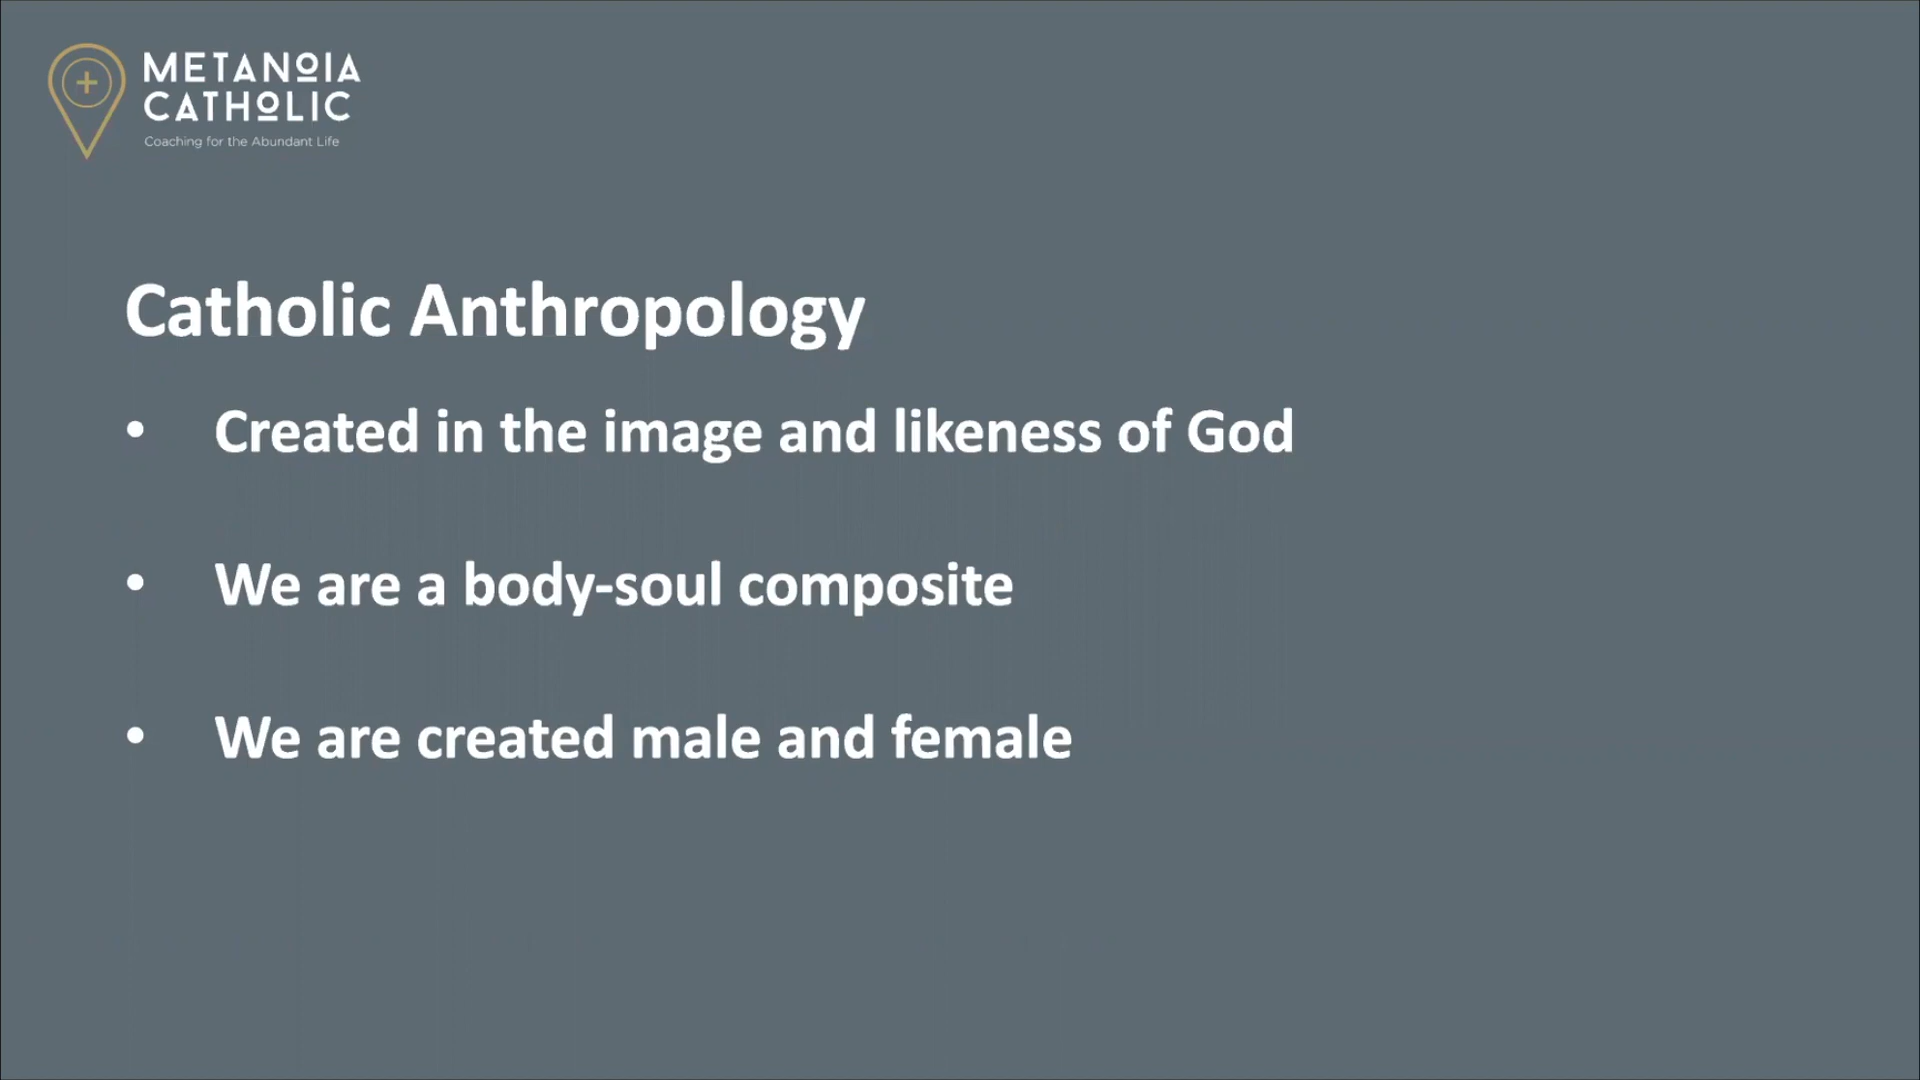 METANOIA
CATHOLIC
Coaching for the Abundant Life
Catholic Anthropology
• Created in the image and likeness of God
• We are a body-soul composite
• We are created male and female